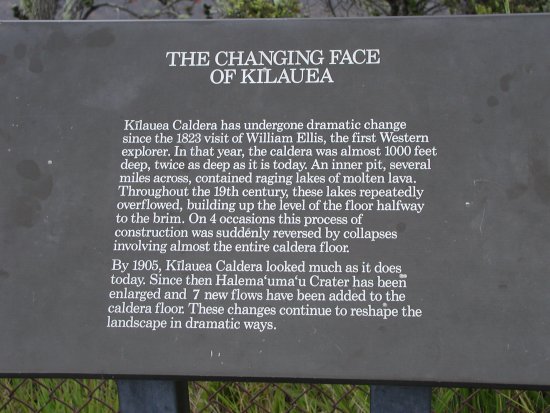 THE CHANGING FACE
OF KĪLAUEA
Kīlauea Caldera has undergone dramatic change
since the 1823 visit of William Ellis, the first Western
explorer. In that year, the caldera was almost 1000 feet
deep, twice as deep as it is today. An inner pit, several
miles across, contained raging lakes of molten lava.
Throughout the 19th century, these lakes repeatedly
overflowed, building up the level of the floor halfway
to the brim. On 4 occasions this process of
construction was suddenly reversed by collapses
involving almost the entire caldera floor.
By 1905, Kīlauea Caldera looked much as it does
today. Since then Halema‘uma‘u Crater has been
enlarged and 7 new flows have been added to the
caldera floor. These changes continue to reshape the
landscape in dramatic ways.